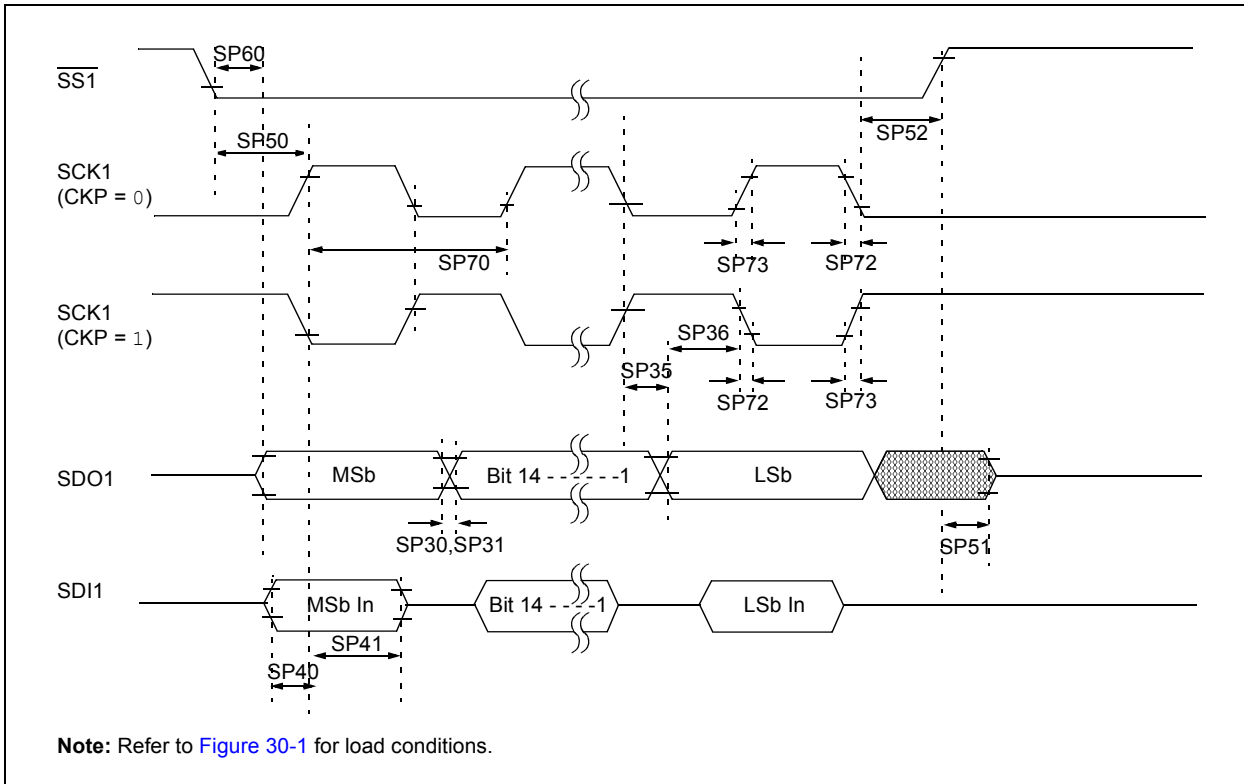 SP60
SS1
SP50
SP52
SCK1
(CKP = 0)
SP70
SP73
SP72
SCK1
(CKP = 1)
SP36
SP35
SP72
SP73
SDO1
MSb
Bit 14 - - - - - -1
LSb
SP30,SP31
SP51
SDI1
MSb In
Bit 14 - - - -1
LSb In
SP41
SP40
Note: Refer to Figure 30-1 for load conditions.